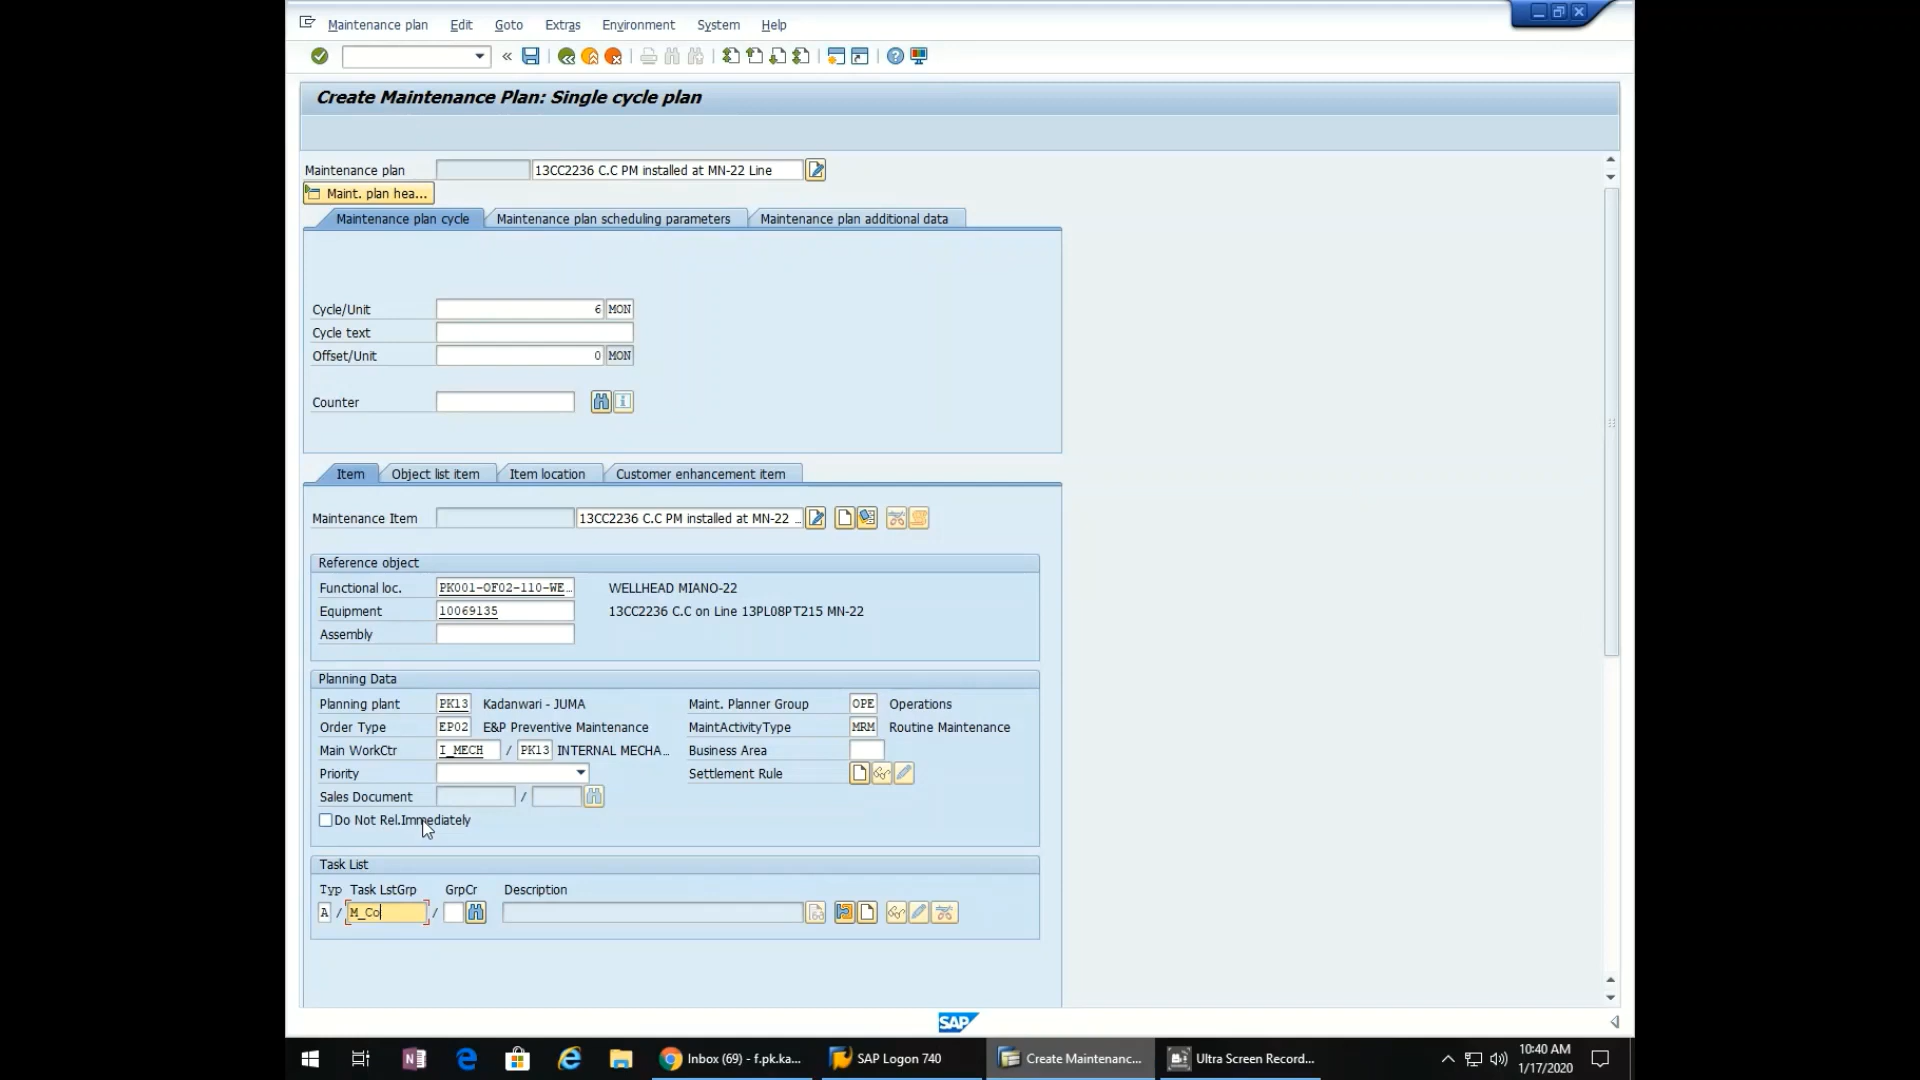 Maintenance plan Edit Goto Extras Environment System Help
Create Maintenance Plan: Single cycle plan
Maintenance plan 13CC2236 C.C PM installed at MN-22 Line
Maint. plan hea...
Maintenance plan cycle Maintenance plan scheduling parameters Maintenance plan additional data
Cycle/Unit 6 MON
Cycle text
Offset/Unit 0 MON
Counter
Item Object list item Item location Customer enhancement item
Maintenance Item 13CC2236 C.C PM installed at MN-22 ..
Reference object
Functional loc. PK001-OF02-110-WE.. WELLHEAD MIANO-22
Equipment 10069135 13CC2236 C.C on Line 13PL08PT215 MN-22
Assembly
Planning Data
Planning plant PK13 Kadanwari - JUMA Maint. Planner Group OPE Operations
Order Type EP02 E&P Preventive Maintenance MaintActivityType MRM Routine Maintenance
Main WorkCtr I_MECH / PK13 INTERNAL MECHA... Business Area
Priority Settlement Rule
Sales Document /
Do Not Rel.Immediately
Task List
Typ Task LstGrp GrpCr Description
A / M_Co /
SAP
Inbox (69) - f.pk.ka... SAP Logon 740 Create Maintenanc... Ultra Screen Record... 10:40 AM
1/17/2020